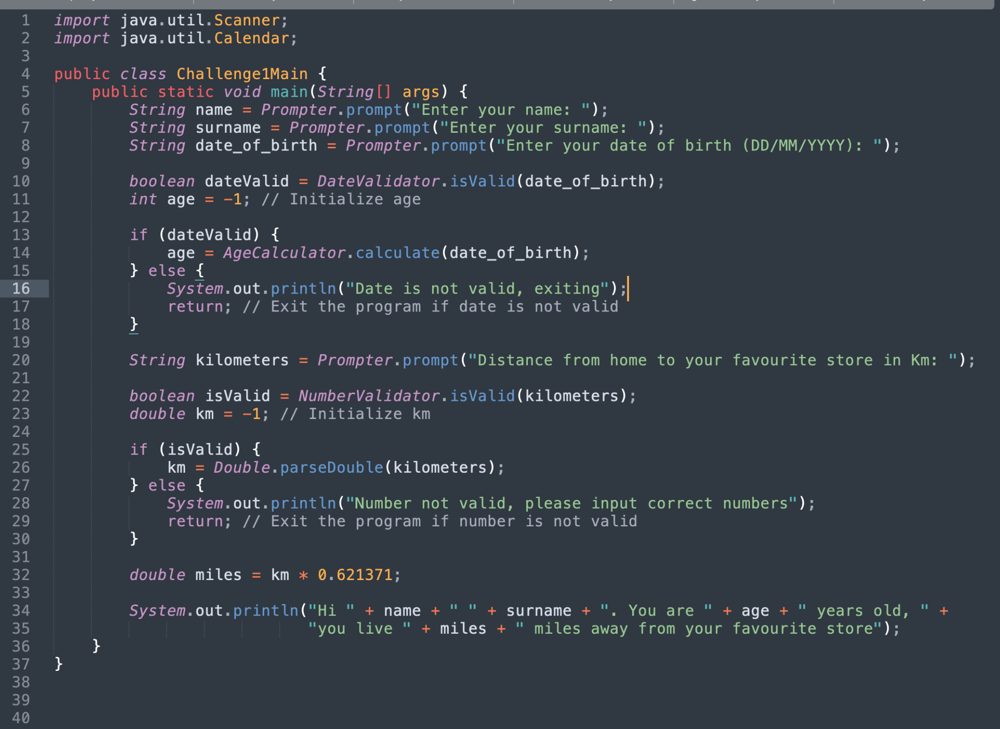 1 import java.util.Scanner;
2 import java.util.Calendar;
3
4 public class Challenge1Main {
5     public static void main(String[] args) {
6         String name = Prompter.prompt("Enter your name: ");
7         String surname = Prompter.prompt("Enter your surname: ");
8         String date_of_birth = Prompter.prompt("Enter your date of birth (DD/MM/YYYY): ");
9
10         boolean dateValid = DateValidator.isValid(date_of_birth);
11         int age = -1; // Initialize age
12
13         if (dateValid) {
14             age = AgeCalculator.calculate(date_of_birth);
15         } else {
16             System.out.println("Date is not valid, exiting");
17             return; // Exit the program if date is not valid
18         }
19
20         String kilometers = Prompter.prompt("Distance from home to your favourite store in Km: ");
21
22         boolean isValid = NumberValidator.isValid(kilometers);
23         double km = -1; // Initialize km
24
25         if (isValid) {
26             km = Double.parseDouble(kilometers);
27         } else {
28             System.out.println("Number not valid, please input correct numbers");
29             return; // Exit the program if number is not valid
30         }
31
32         double miles = km * 0.621371;
33
34         System.out.println("Hi " + name + " " + surname + ". You are " + age + " years old, " +
35                            "you live " + miles + " miles away from your favourite store");
36     }
37 }
38
39
40